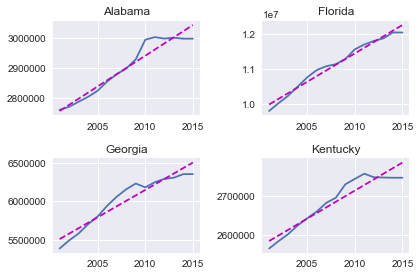 Alabama
3000000
2900000
2800000
2005 2010 2015
Florida
1e7
1.2
1.1
1.0
2005 2010 2015
Georgia
6500000
6000000
5500000
2005 2010 2015
Kentucky
2700000
2600000
2005 2010 2015